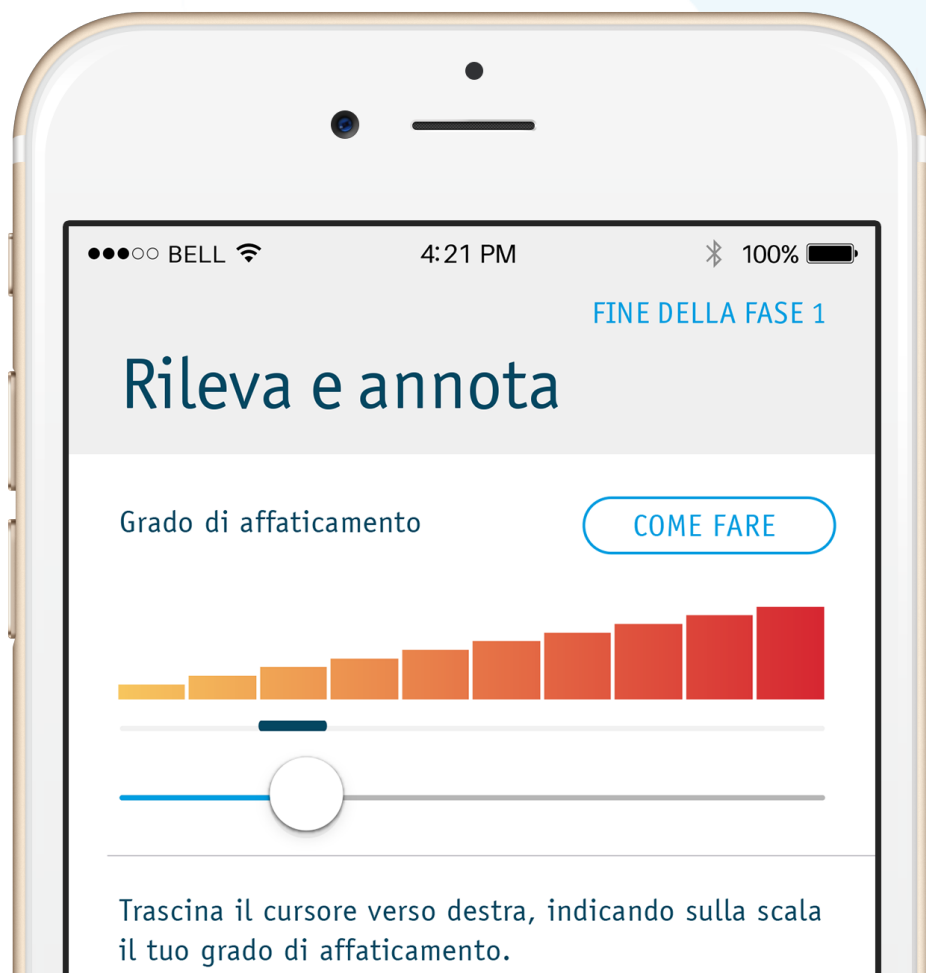 BELL 4:21 PM 100%
FINE DELLA FASE 1
Rileva e annota
Grado di affaticamento COME FARE
Trascina il cursore verso destra, indicando sulla scala
il tuo grado di affaticamento.